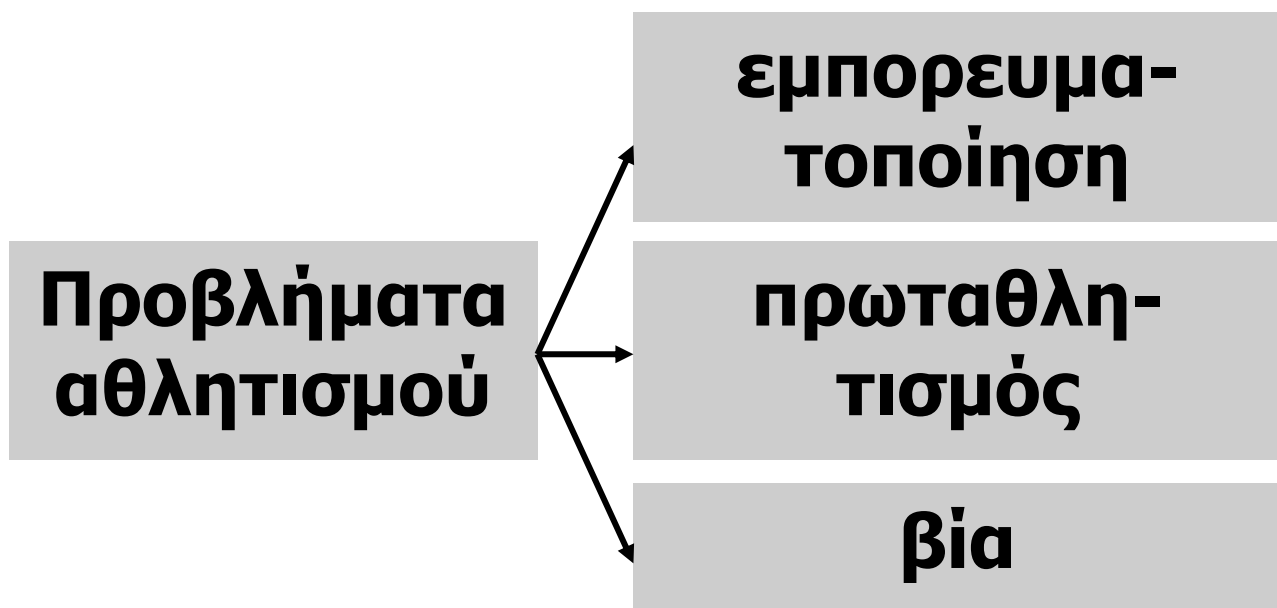 εμπορευμα-
τοποίηση
Προβλήματα
αθλητισμού
πρωταθλη-
τισμός
βία